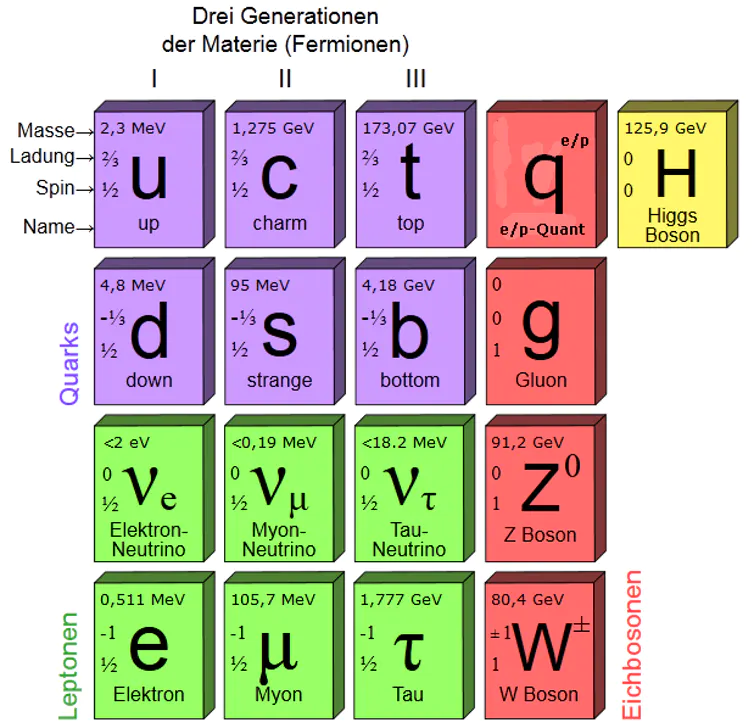 Drei Generationen
der Materie (Fermionen)
I II III
Masse→
Ladung→
Spin→
Name→
2,3 MeV
2/3
1/2
u
up
1,275 GeV
2/3
1/2
c
charm
173,07 GeV
2/3
1/2
t
top
e/p
q
e/p-Quant
125,9 GeV
0
0
H
Higgs
Boson
Quarks
4,8 MeV
-1/3
1/2
d
down
95 MeV
-1/3
1/2
s
strange
4,18 GeV
-1/3
1/2
b
bottom
0
0
1
g
Gluon
<2 eV
0
1/2
νe
Elektron-
Neutrino
<0,19 MeV
0
1/2
νμ
Myon-
Neutrino
<18.2 MeV
0
1/2
ντ
Tau-
Neutrino
91,2 GeV
0
1
Z0
Z Boson
Leptonen
0,511 MeV
-1
1/2
e
Elektron
105,7 MeV
-1
1/2
μ
Myon
1,777 GeV
-1
1/2
τ
Tau
80,4 GeV
±1
1
W±
W Boson
Eichbosonen